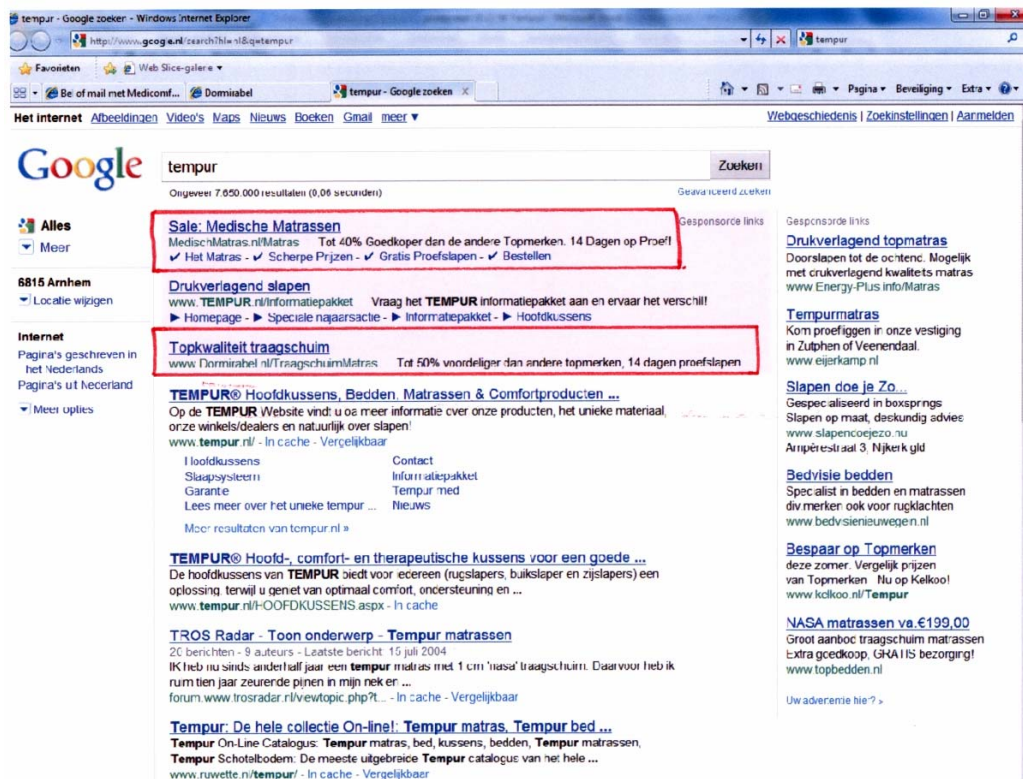 tempur - Google zoeken - Windows Internet Explorer
http://www.google.nl/search?hl=nl&q=tempur
tempur
Favorieten Web Slice-galerie
Bel of mail met Mediconf... Dormirabel tempur - Google zoeken Pagina Beveiliging Extra
Het internet Afbeeldingen Video's Maps Nieuws Boeken Gmail meer
Webgeschiedenis | Zoekinstellingen | Aanmelden
Google
tempur
Zoeken
Ongeveer 7.650.000 resultaten (0,06 seconden)
Geavanceerd zoeken
Alles
Meer
6815 Arnhem
Locatie wijzigen
Internet
Pagina's geschreven in
het Nederlands
Pagina's uit Nederland
Meer opties
Gesponsorde links
Sale: Medische Matrassen
MedischMatras.nl/Matras Tot 40% Goedkoper dan de andere Topmerken. 14 Dagen op Proef!
✔ Het Matras - ✔ Scherpe Prijzen - ✔ Gratis Proefslapen - ✔ Bestellen
Drukverlagend slapen
www.TEMPUR.nl/Informatiepakket Vraag het TEMPUR informatiepakket aan en ervaar het verschil!
► Homepage - ► Speciale najaarsactie - ► Informatiepakket - ► Hoofdkussens
Topkwaliteit traagschuim
www.Dormirabel.nl/TraagschuimMatras Tot 50% voordeliger dan andere topmerken, 14 dagen proefslapen
TEMPUR® Hoofdkussens, Bedden, Matrassen & Comfortproducten ...
Op de TEMPUR Website vindt u oa meer informatie over onze producten, het unieke materiaal,
onze winkels/dealers en natuurlijk over slapen!
www.tempur.nl/ - In cache - Vergelijkbaar
Hoofdkussens Contact
Slaapsysteem Informatiepakket
Garantie Tempur med
Lees meer over het unieke tempur ... Nieuws
Meer resultaten van tempur.nl »
TEMPUR® Hoofd-, comfort- en therapeutische kussens voor een goede ...
De hoofdkussens van TEMPUR biedt voor iedereen (rugslapers, buikslaper en zijslapers) een
oplossing, terwijl u geniet van optimaal comfort, ondersteuning en ...
www.tempur.nl/HOOFDKUSSENS.aspx - In cache
TROS Radar - Toon onderwerp - Tempur matrassen
20 berichten - 9 auteurs - Laatste bericht: 15 juli 2004
IK heb nu sinds anderhalf jaar een tempur matras met 1 cm 'nasa' traagschuim. Daarvoor heb ik
ruim tien jaar zeurende pijnen in mijn nek en ...
forum.www.trosradar.nl/viewtopic.php?t... - In cache - Vergelijkbaar
Tempur: De hele collectie On-line!: Tempur matras, Tempur bed ...
Tempur On-Line Catalogus: Tempur matras, bed, kussens, bedden, Tempur matrassen,
Tempur Schotelbodem: De meeste uitgebreide Tempur catalogus van het hele ...
www.ruwette.nl/tempur/ - In cache - Vergelijkbaar
Gesponsorde links
Drukverlagend topmatras
Doorslapen tot de ochtend. Mogelijk
met drukverlagend kwaliteits matras
www.Energy-Plus.info/Matras
Tempurmatras
Kom proefliggen in onze vestiging
in Zutphen of Veenendaal.
www.eijerkamp.nl
Slapen doe je Zo...
Gespecialiseerd in boxsprings
Slapen op maat, deskundig advies
www.slapendoejezo.nu
Ampèrestraat 3, Nijkerk gld
Bedvisie bedden
Specialist in bedden en matrassen
div.merken ook voor rugklachten
www.bedvisienieuwegein.nl
Bespaar op Topmerken
deze zomer. Vergelijk prijzen
van Topmerken Nu op Kelkoo!
www.kelkoo.nl/Tempur
NASA matrassen va.€199,00
Groot aanbod traagschuim matrassen
Extra goedkoop, GRATIS bezorging!
www.topbedden.nl
Uw advertentie hier? »